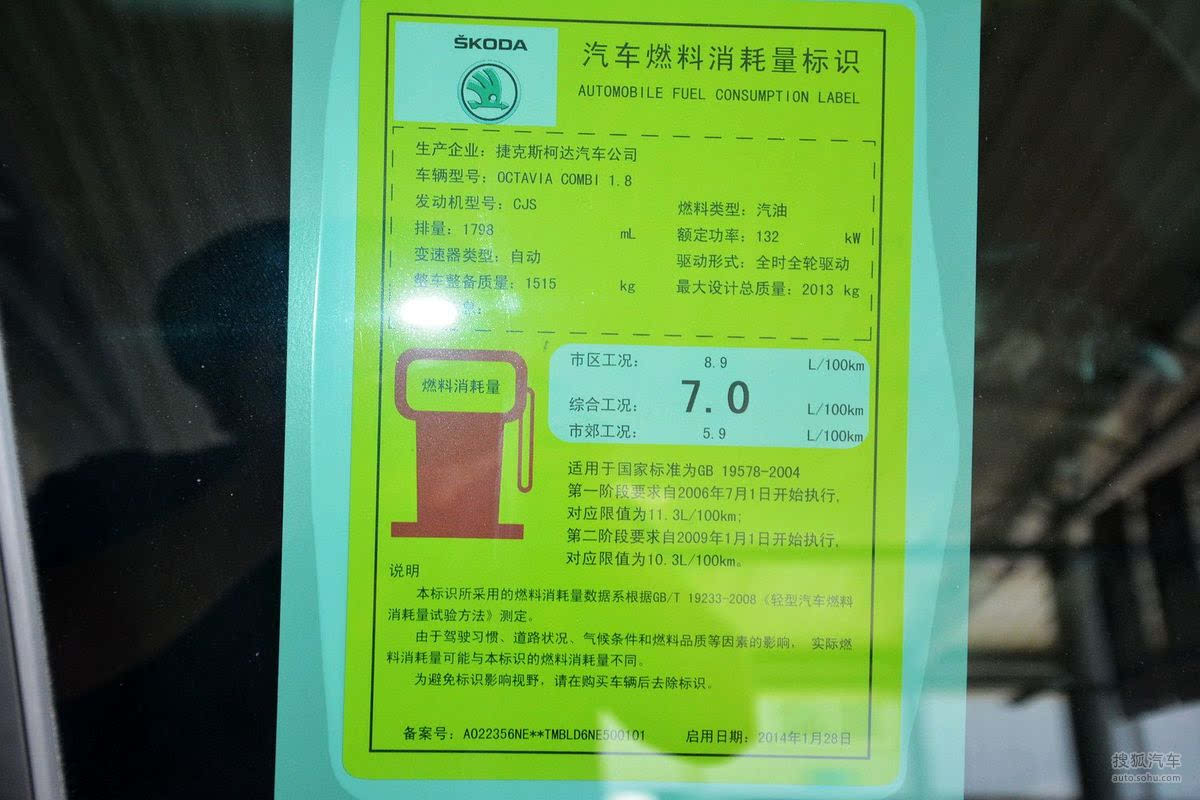 ŠKODA
汽车燃料消耗量标识
AUTOMOBILE FUEL CONSUMPTION LABEL
生产企业: 捷克斯柯达汽车公司
车辆型号: OCTAVIA COMBI 1.8
发动机型号: CJS
燃料类型: 汽油
排量: 1798 mL
额定功率: 132 kW
变速器类型: 自动
驱动形式: 全时全轮驱动
整车整备质量: 1515 kg
最大设计总质量: 2013 kg
燃料消耗量
市区工况: 8.9 L/100km
综合工况: 7.0 L/100km
市郊工况: 5.9 L/100km
适用于国家标准为GB 19578-2004
第一阶段要求自2006年7月1日开始执行,
对应限值为11.3L/100km;
第二阶段要求自2009年1月1日开始执行,
对应限值为10.3L/100km。
说明
本标识所采用的燃料消耗量数据系根据GB/T 19233-2008《轻型汽车燃料
消耗量试验方法》测定。
由于驾驶习惯、道路状况、气候条件和燃料品质等因素的影响, 实际燃
料消耗量可能与本标识的燃料消耗量不同。
为避免标识影响视野,请在购买车辆后去除标识。
备案号: A022356NE**TMBLD6NE500101
启用日期: 2014年1月28日
搜狐汽车
auto.sohu.com